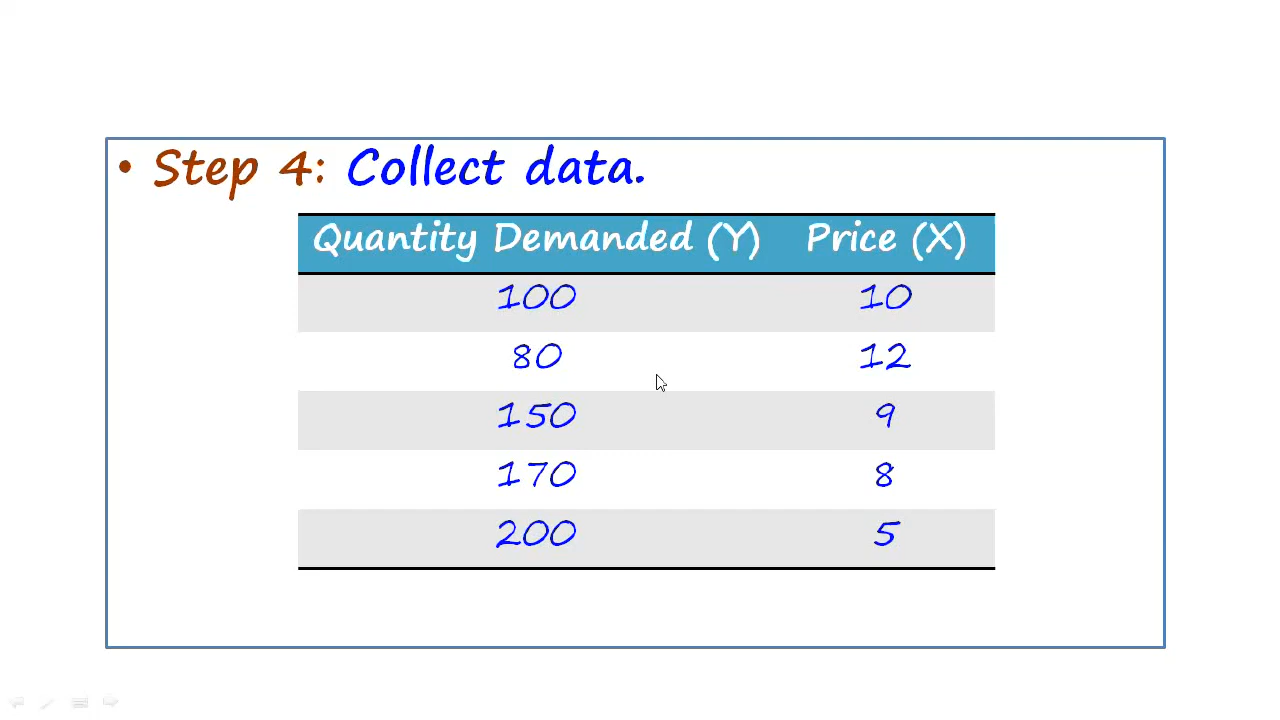 • Step 4: Collect data.
Quantity Demanded (Y) Price (X)
100 10
80 12
150 9
170 8
200 5